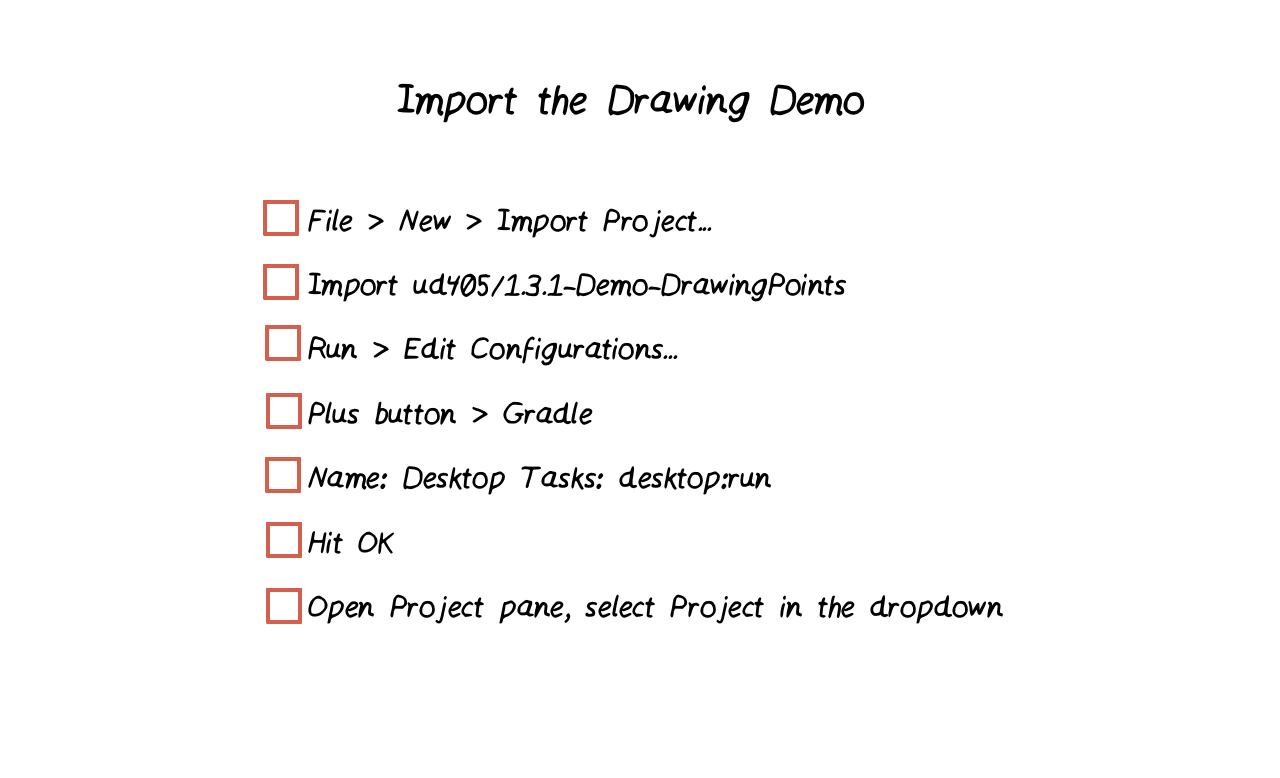 Import the Drawing Demo
File > New > Import Project...
Import ud405/1.3.1-Demo-DrawingPoints
Run > Edit Configurations...
Plus button > Gradle
Name: Desktop Tasks: desktop:run
Hit OK
Open Project pane, select Project in the dropdown